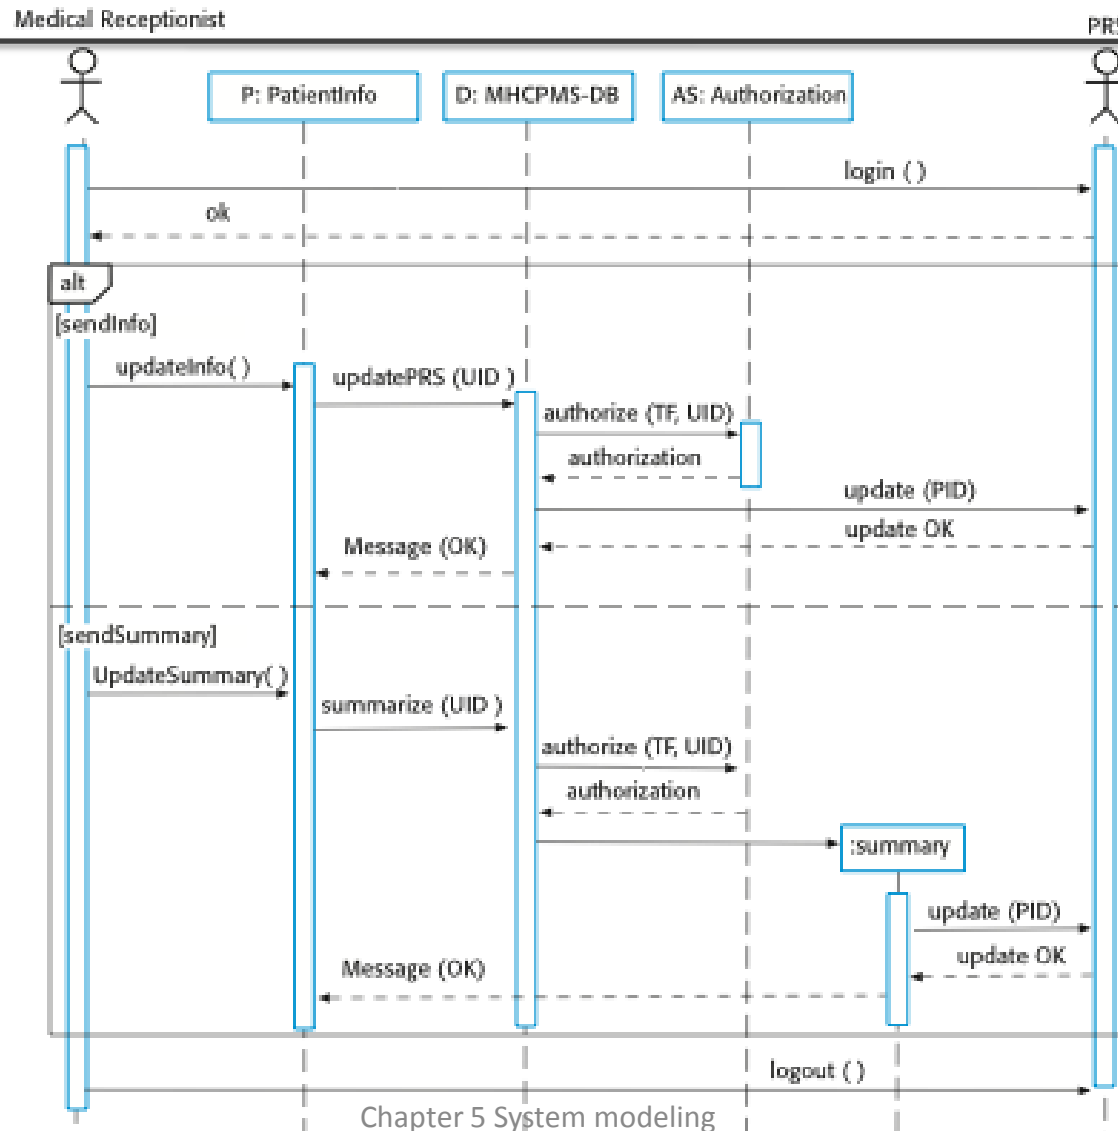 Medical Receptionist
PRS
P: PatientInfo
D: MHCPMS-DB
AS: Authorization
login ( )
ok
alt
[sendInfo]
updateInfo( )
updatePRS (UID )
authorize (TF, UID)
authorization
update (PID)
update OK
Message (OK)
[sendSummary]
UpdateSummary( )
summarize (UID )
authorize (TF, UID)
authorization
:summary
update (PID)
update OK
Message (OK)
logout ( )
Chapter 5 System modeling